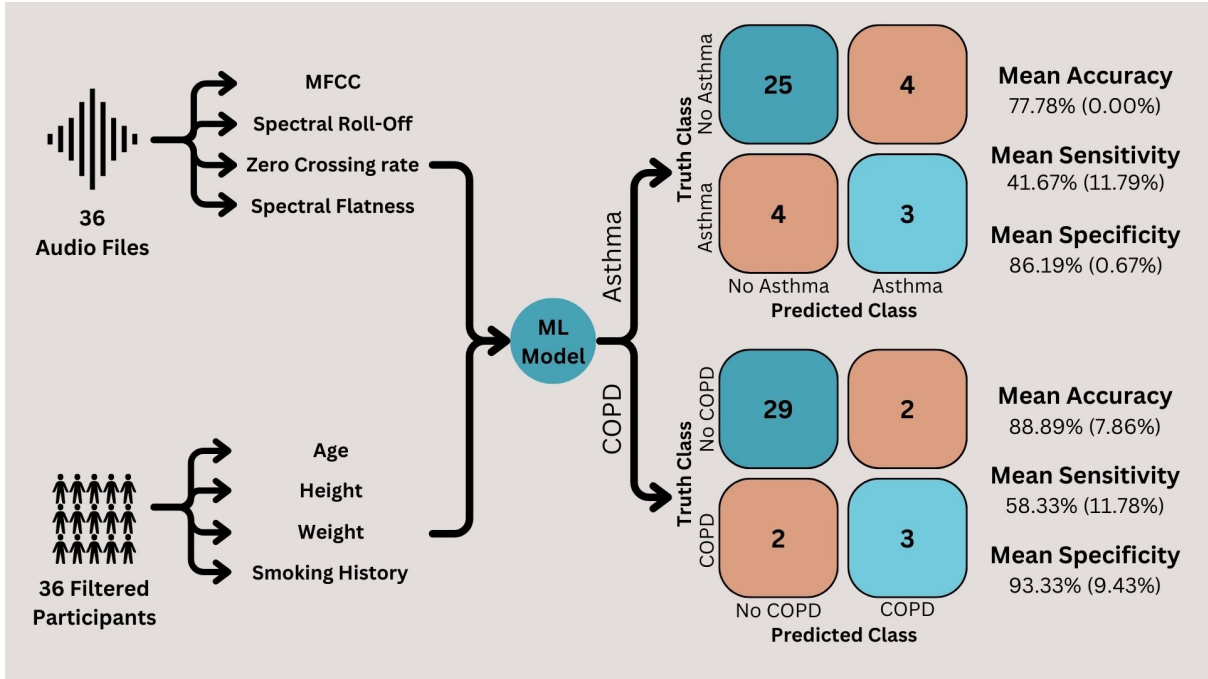 MFCC
Spectral Roll-Off
Zero Crossing rate
Spectral Flatness
36
Audio Files
Age
Height
Weight
Smoking History
36 Filtered
Participants
ML
Model
Asthma
COPD
Truth Class
No Asthma
Asthma
25
4
4
3
No Asthma
Asthma
Predicted Class
Mean Accuracy
77.78% (0.00%)
Mean Sensitivity
41.67% (11.79%)
Mean Specificity
86.19% (0.67%)
Truth Class
No COPD
COPD
29
2
2
3
No COPD
COPD
Predicted Class
Mean Accuracy
88.89% (7.86%)
Mean Sensitivity
58.33% (11.78%)
Mean Specificity
93.33% (9.43%)